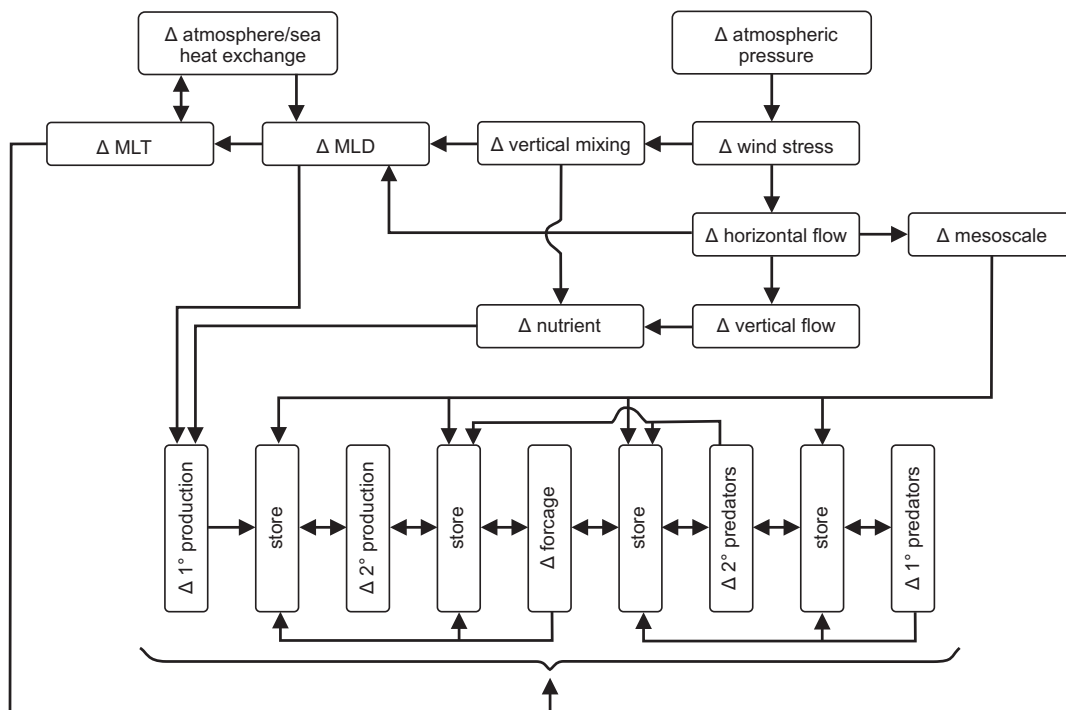 Δ atmosphere/sea
heat exchange
Δ atmospheric
pressure
Δ MLT
Δ MLD
Δ vertical mixing
Δ wind stress
Δ horizontal flow
Δ mesoscale
Δ nutrient
Δ vertical flow
Δ 1° production
store
Δ 2° production
store
Δ forcage
store
Δ 2° predators
store
Δ 1° predators